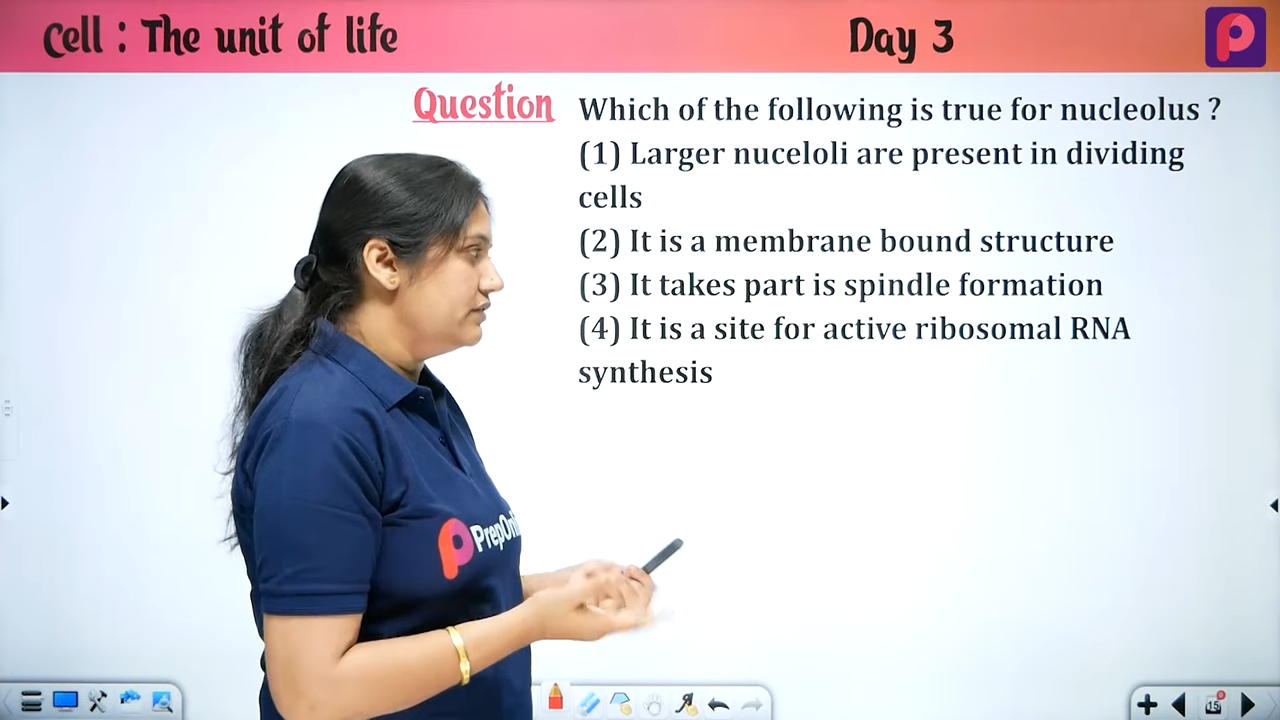 Cell : The unit of life
Day 3
Question
Which of the following is true for nucleolus ?
(1) Larger nuceloli are present in dividing
cells
(2) It is a membrane bound structure
(3) It takes part is spindle formation
(4) It is a site for active ribosomal RNA
synthesis
15